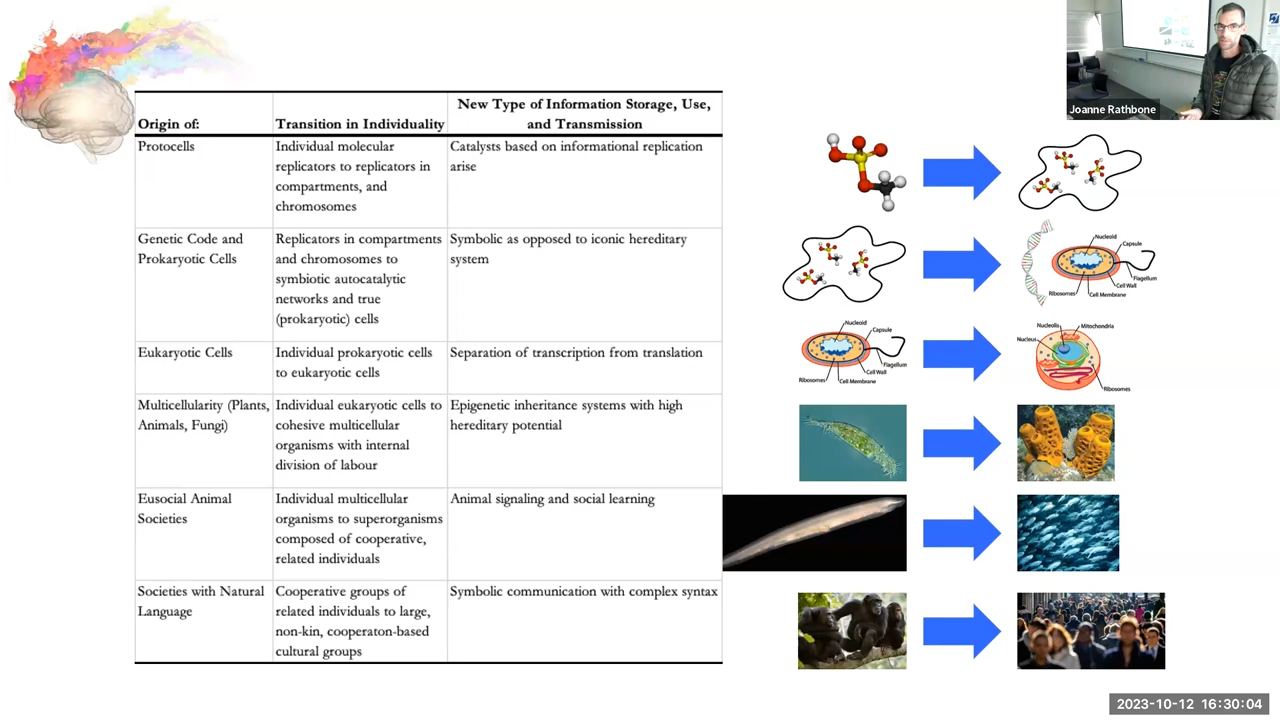 Joanne Rathbone
Origin of:
Transition in Individuality
New Type of Information Storage, Use,
and Transmission
Protocells
Individual molecular
replicators to replicators in
compartments, and
chromosomes
Catalysts based on informational replication
arise
Genetic Code and
Prokaryotic Cells
Replicators in compartments
and chromosomes to
symbiotic autocatalytic
networks and true
(prokaryotic) cells
Symbolic as opposed to iconic hereditary
system
Eukaryotic Cells
Individual prokaryotic cells
to eukaryotic cells
Separation of transcription from translation
Multicellularity (Plants,
Animals, Fungi)
Individual eukaryotic cells to
cohesive multicellular
organisms with internal
division of labour
Epigenetic inheritance systems with high
hereditary potential
Eusocial Animal
Societies
Individual multicellular
organisms to superorganisms
composed of cooperative,
related individuals
Animal signaling and social learning
Societies with Natural
Language
Cooperative groups of
related individuals to large,
non-kin, cooperaton-based
cultural groups
Symbolic communication with complex syntax
Nucleoid
Capsule
Flagellum
Cell Wall
Ribosomes
Cell Membrane
Nucleoid
Capsule
Flagellum
Cell Wall
Ribosomes
Cell Membrane
Nucleolis
Mitochondria
Nucleus
Ribosomes
2023-10-12 16:30:04